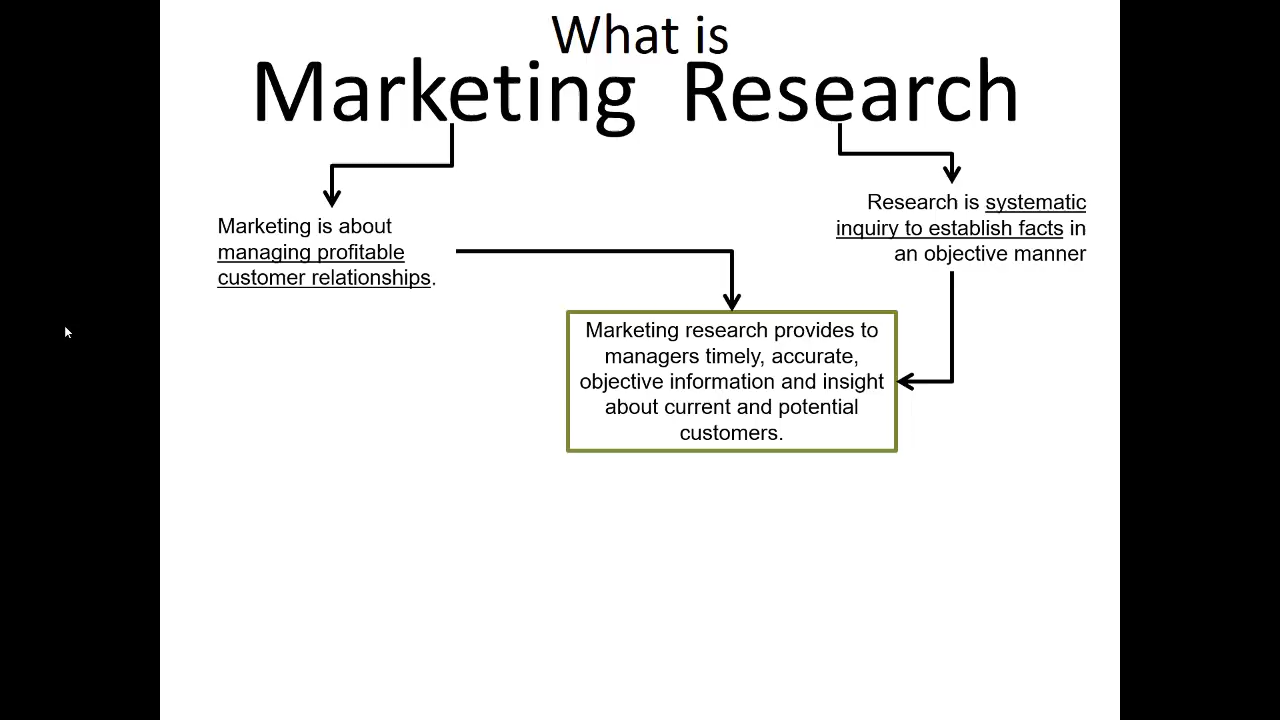 What is
Marketing Research
Marketing is about
managing profitable
customer relationships.
Research is systematic
inquiry to establish facts in
an objective manner
Marketing research provides to
managers timely, accurate,
objective information and insight
about current and potential
customers.